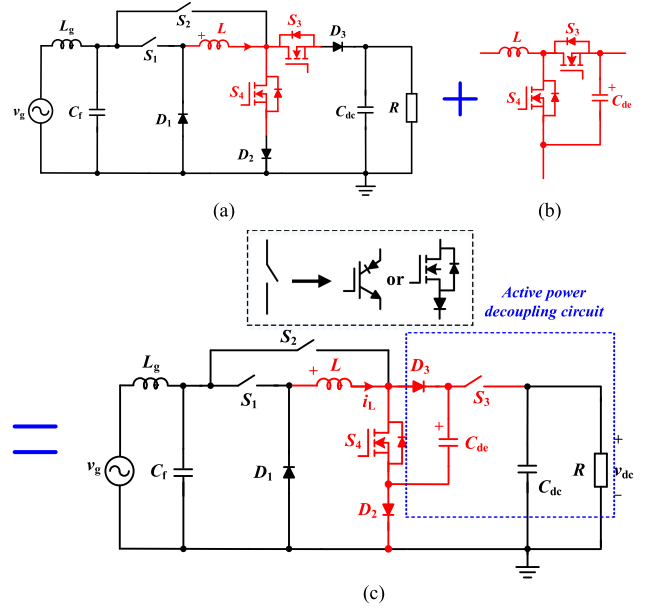 S2
S3
Lg
L
D3
S1
S4
vg
Cf
D1
Cdc
R
D2
(a)
L
S3
S4
Cde
(b)
or
Active power
decoupling circuit
S2
Lg
L
D3
S1
iL
S3
S4
Cde
vg
Cf
D1
D2
Cdc
R
vdc
(c)